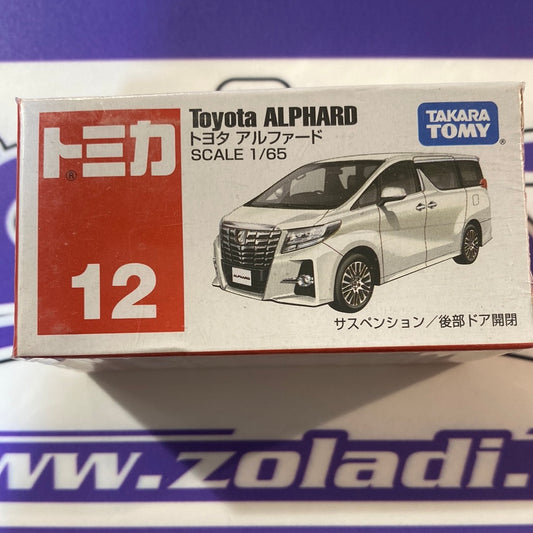 トミカ
®
12
Toyota ALPHARD
トヨタ アルファード
SCALE 1/65
TAKARA
TOMY
®
ALPHARD
サスペンション／後部ドア開閉
www.zoladi.